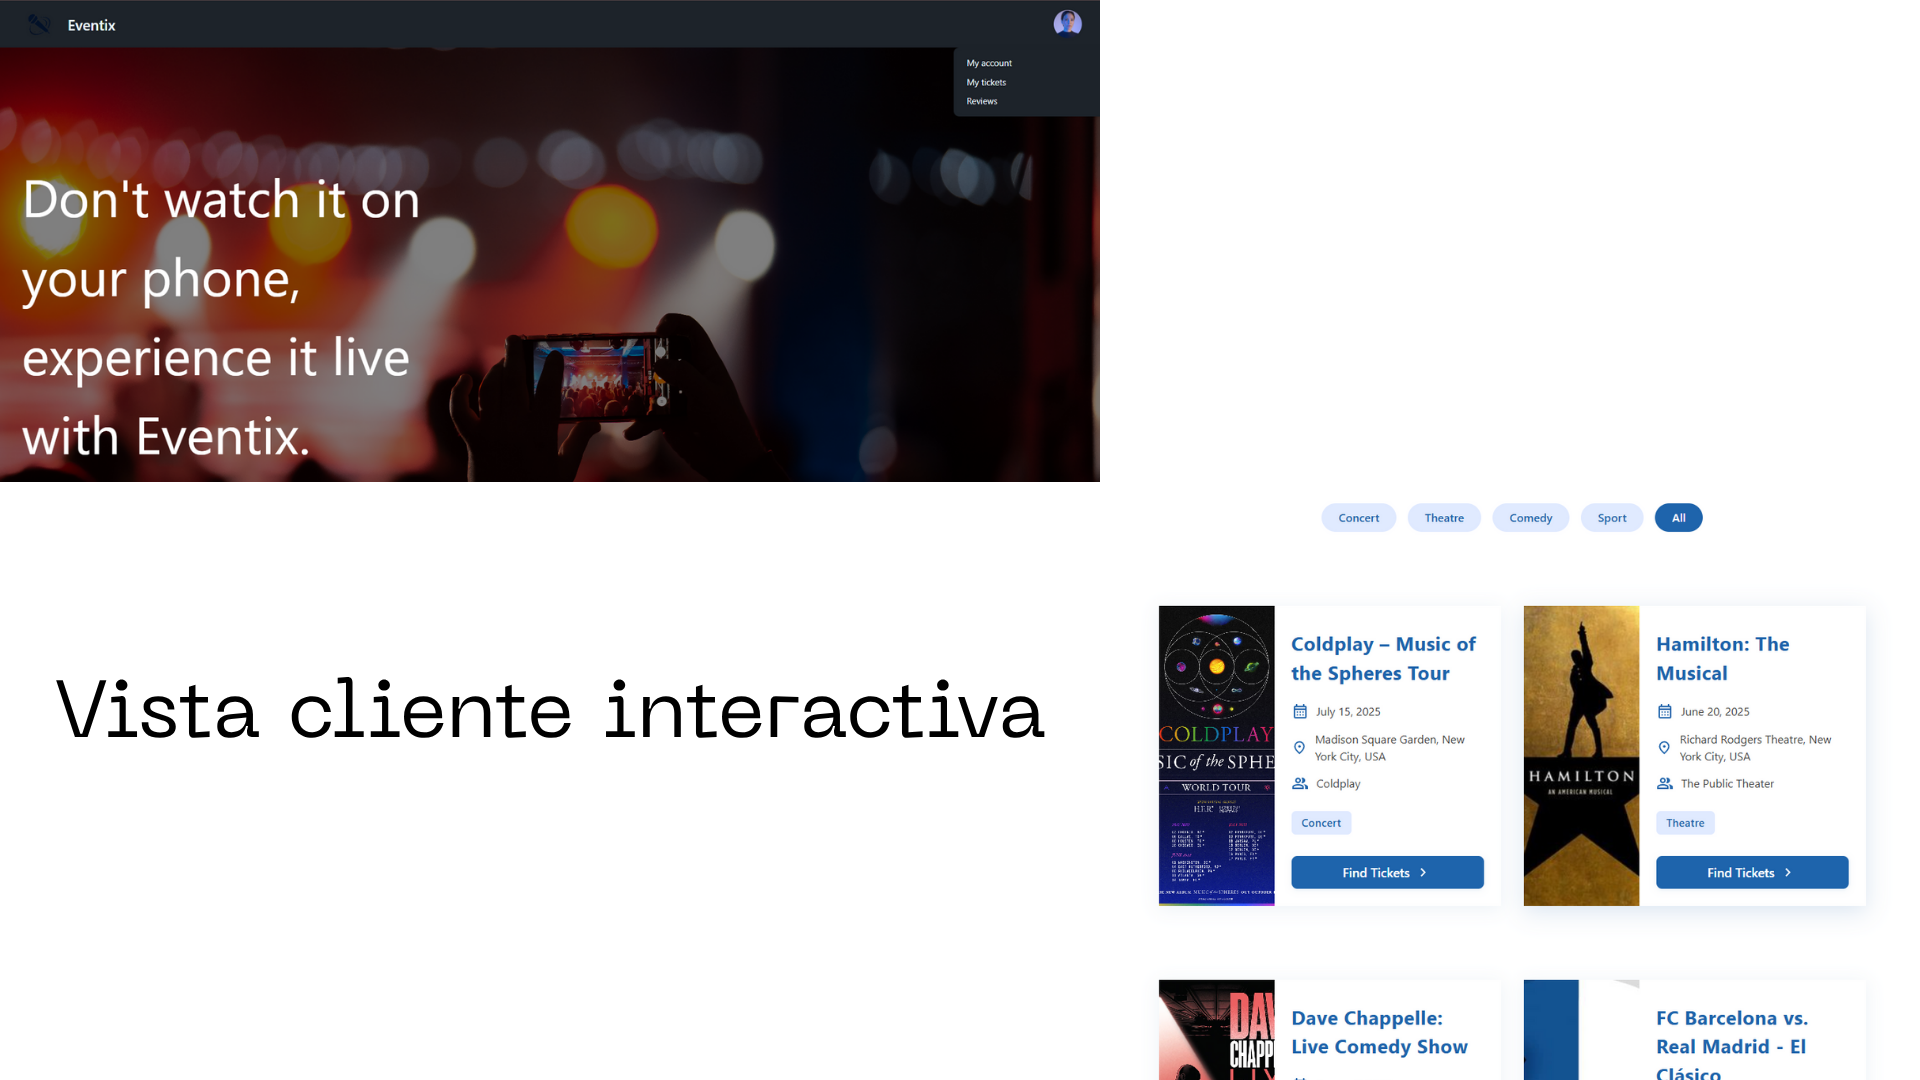 Eventix
My account
My tickets
Reviews
Don't watch it on
your phone,
experience it live
with Eventix.
Vista cliente interactiva
Concert
Theatre
Comedy
Sport
All
COLDPLAY
SIC of the SPHE
WORLD TOUR
Coldplay – Music of
the Spheres Tour
July 15, 2025
Madison Square Garden, New
York City, USA
Coldplay
Concert
Find Tickets
HAMILTON
AN AMERICAN MUSICAL
Hamilton: The
Musical
June 20, 2025
Richard Rodgers Theatre, New
York City, USA
The Public Theater
Theatre
Find Tickets
DAV
CHAPP
Dave Chappelle:
Live Comedy Show
FC Barcelona vs.
Real Madrid - El
Clásico